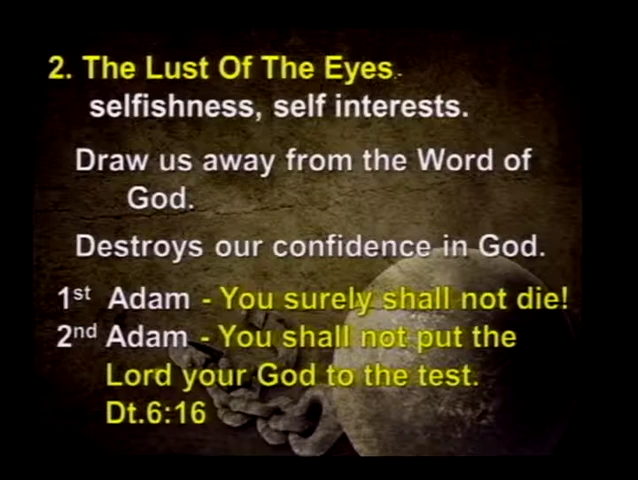 2. The Lust Of The Eyes
selfishness, self interests.
Draw us away from the Word of
God.
Destroys our confidence in God.
1st Adam - You surely shall not die!
2nd Adam - You shall not put the
Lord your God to the test.
Dt.6:16